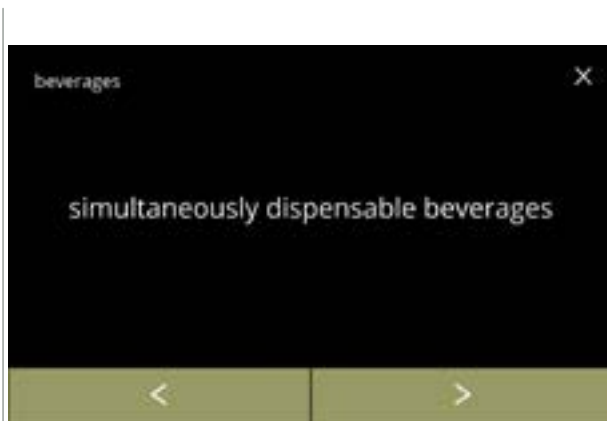 beverages
×
simultaneously dispensable beverages
< >